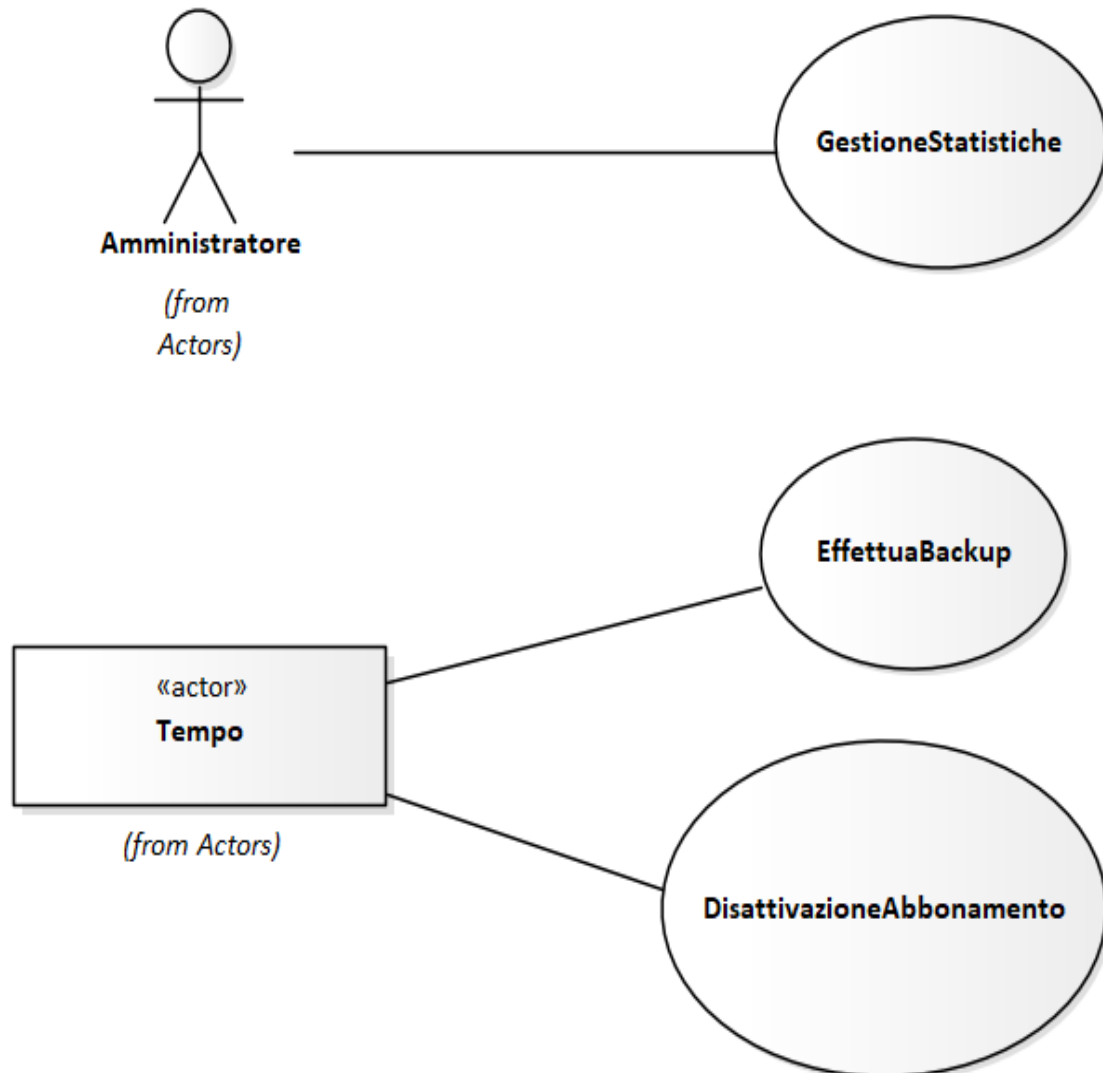 GestioneStatistiche
Amministratore
(from
Actors)
EffettuaBackup
«actor»
Tempo
(from Actors)
DisattivazioneAbbonamento